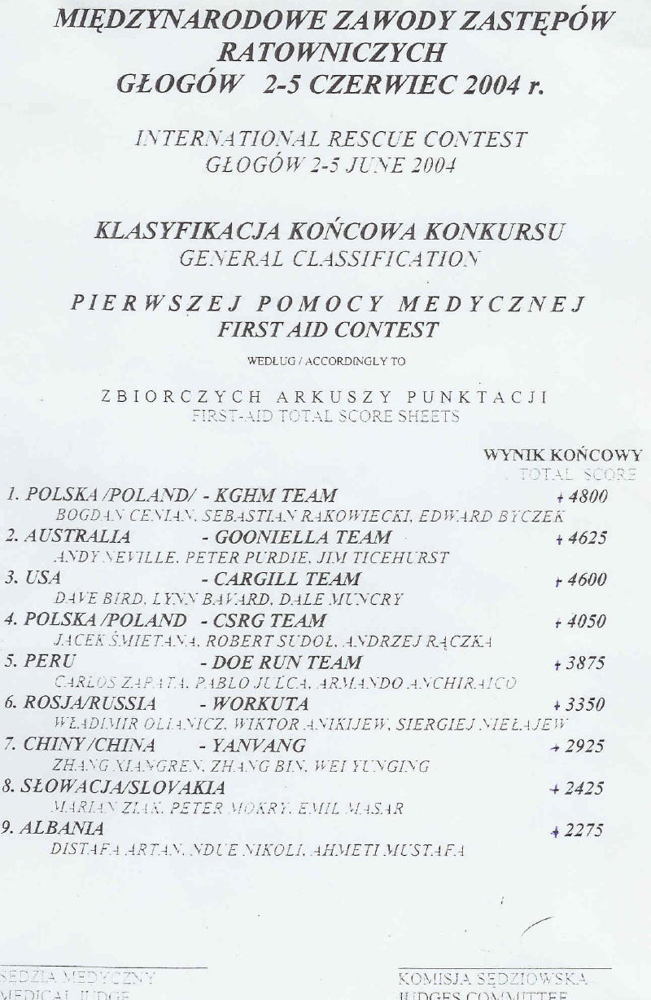 MIĘDZYNARODOWE ZAWODY ZASTĘPÓW
RATOWNICZYCH
GŁOGÓW 2-5 CZERWIEC 2004 r.
INTERNATIONAL RESCUE CONTEST
GŁOGÓW 2-5 JUNE 2004
KLASYFIKACJA KOŃCOWA KONKURSU
GENERAL CLASSIFICATION
PIERWSZEJ POMOCY MEDYCZNEJ
FIRST AID CONTEST
WEDŁUG / ACCORDINGLY TO
ZBIORCZYCH ARKUSZY PUNKTACJI
FIRST-AID TOTAL SCORE SHEETS
WYNIK KOŃCOWY
TOTAL SCORE
1. POLSKA /POLAND/ - KGHM TEAM + 4800
BOGDAN CENIAN, SEBASTIAN RAKOWIECKI, EDWARD BYCZEK
2. AUSTRALIA - GOONIELLA TEAM + 4625
ANDY NEVILLE, PETER PURDIE, JIM TICEHURST
3. USA - CARGILL TEAM + 4600
DAVE BIRD, LYNN BAVARD, DALE MUNCRY
4. POLSKA /POLAND - CSRG TEAM + 4050
JACEK ŚMIETANA, ROBERT SUDOŁ, ANDRZEJ RĄCZKA
5. PERU - DOE RUN TEAM + 3875
CARLOS ZAPATA, PABLO JULCA, ARMANDO ANCHIRAICO
6. ROSJA/RUSSIA - WORKUTA + 3350
WŁADIMIR OLIANICZ, WIKTOR ANIKIJEW, SIERGIEJ NIEŁAJEW
7. CHINY /CHINA - YANVANG + 2925
ZHANG XIANGREN, ZHANG BIN, WEI YUNGING
8. SŁOWACJA/SLOVAKIA + 2425
MARIAN ZIAK, PETER MOKRY, EMIL MASAR
9. ALBANIA + 2275
DISTAFA ARTAN, NDUE NIKOLI, AHMETI MUSTAFA
SĘDZIA MEDYCZNY KOMISJA SĘDZIOWSKA
MEDICAL JUDGE JUDGES COMMITTEE